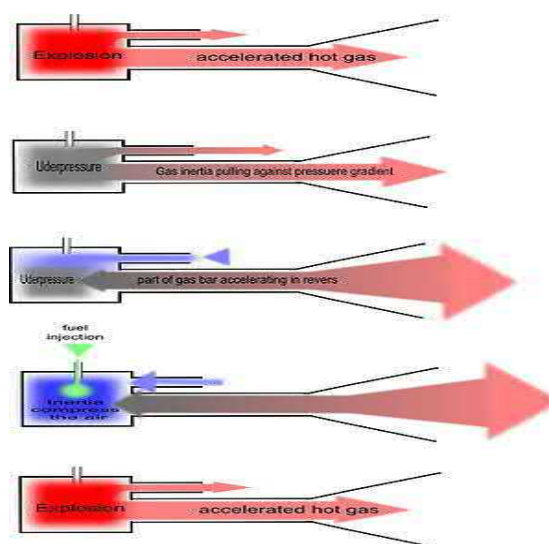 Explosion
accelerated hot gas
Uderpressure
Gas inertia pulling against pressuere gradient
Uderpressure
part of gas bar accelerating in revers
fuel
injection
Inertia
compress
the air
Explosion
accelerated hot gas